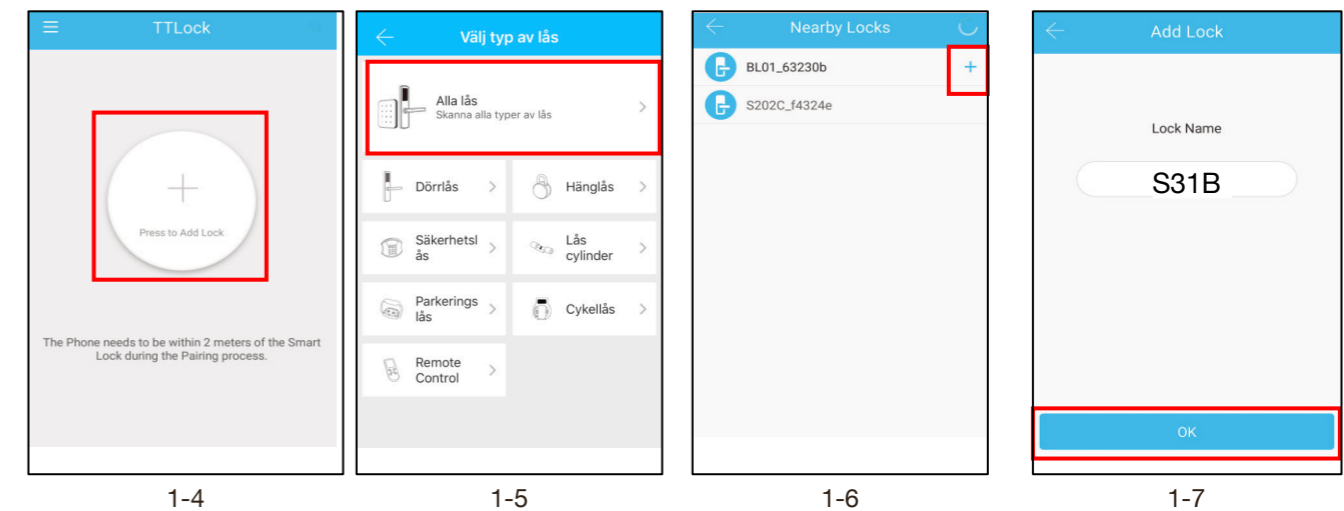 TTLock
Press to Add Lock
The Phone needs to be within 2 meters of the Smart
Lock during the Pairing process.
1-4
Välj typ av lås
Alla lås
Skanna alla typer av lås
Dörrlås
Hänglås
Säkerhetsl
ås
Lås
cylinder
Parkerings
lås
Cykellås
Remote
Control
1-5
Nearby Locks
BL01_63230b
+
S202C_f4324e
1-6
Add Lock
Lock Name
S31B
OK
1-7